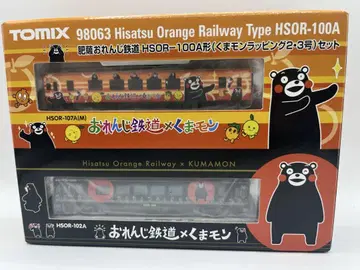 TOMIX
98063 Hisatsu Orange Railway Type HSOR-100A
肥薩おれんじ鉄道 HSOR-100A形(くまモンラッピング2・3号)セット
HSOR-107A(M)
おれんじ鉄道×くまモン
Hisatsu Orange Railway × KUMAMON
HSOR-102A
おれんじ鉄道×くまモン